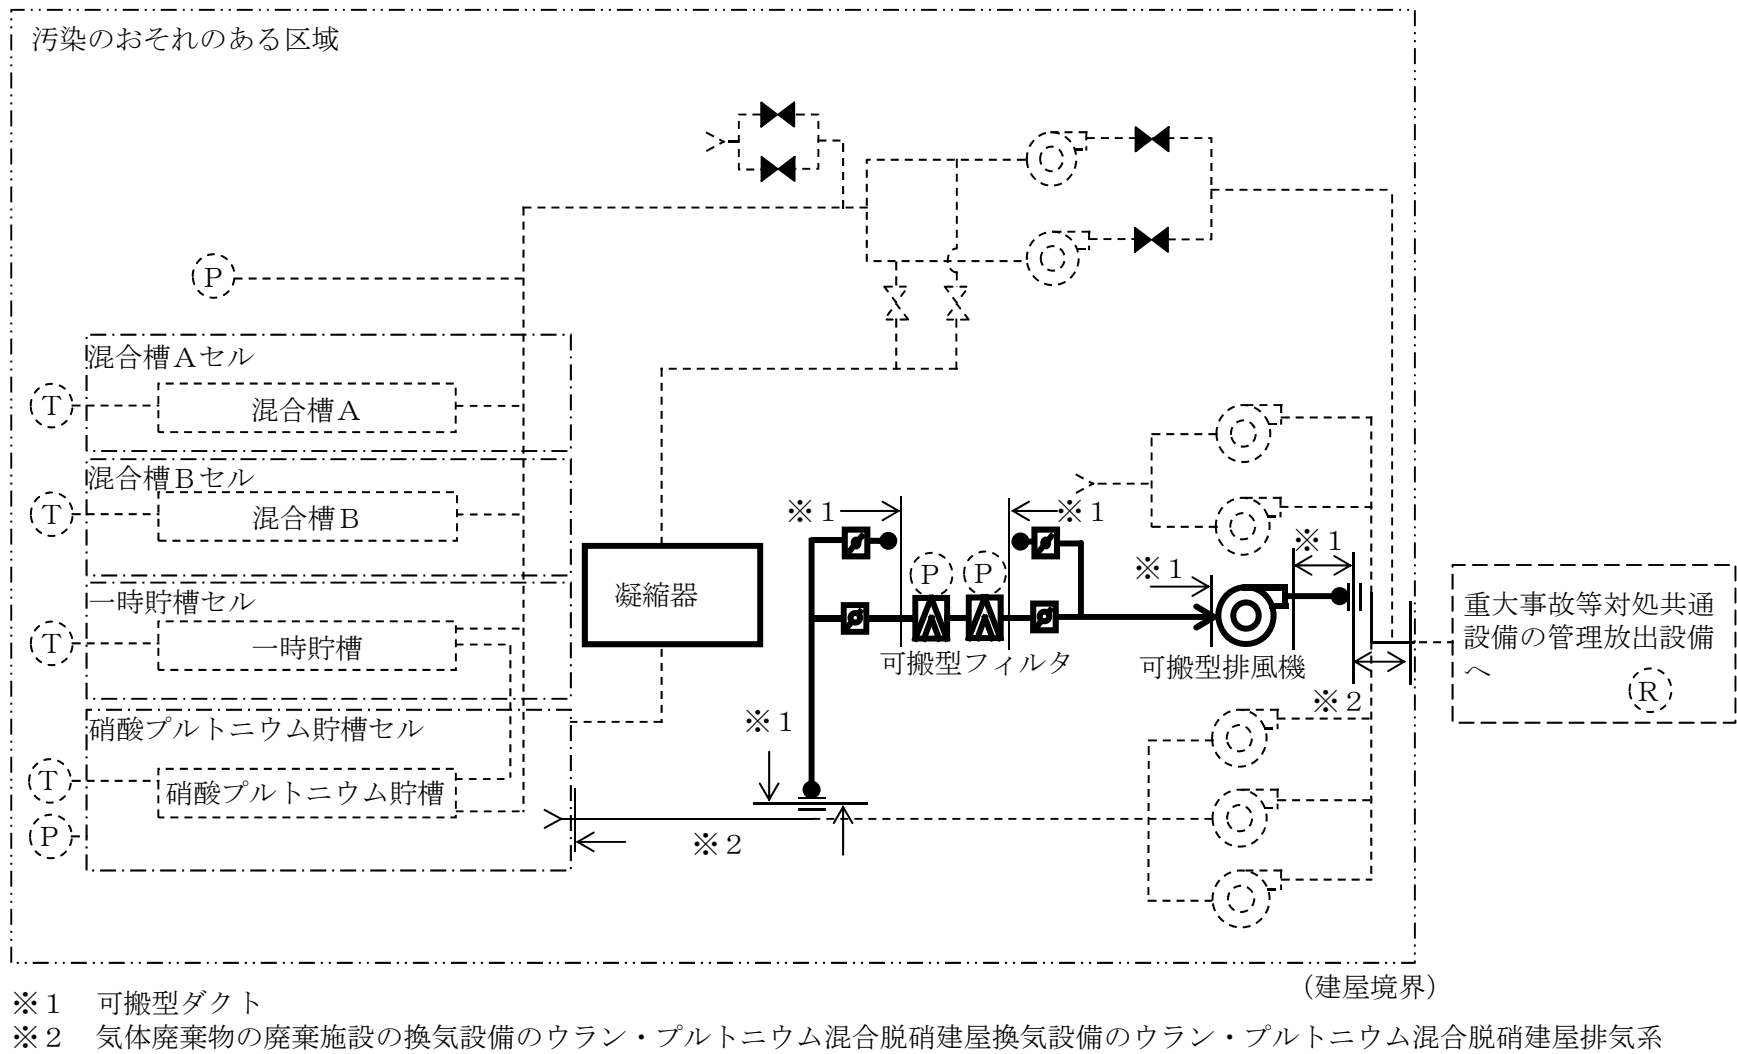 汚染のおそれのある区域
P
混合槽Aセル
T
混合槽A
混合槽Bセル
T
混合槽B
※1
※1
※1
P
P
※1
一時貯槽セル
凝縮器
T
一時貯槽
可搬型フィルタ
可搬型排風機
重大事故等対処共通
設備の管理放出設備
へ
R
※2
硝酸プルトニウム貯槽セル
※1
T
硝酸プルトニウム貯槽
P
※2
(建屋境界)
※1 可搬型ダクト
※2 気体廃棄物の廃棄施設の換気設備のウラン・プルトニウム混合脱硝建屋換気設備のウラン・プルトニウム混合脱硝建屋排気系